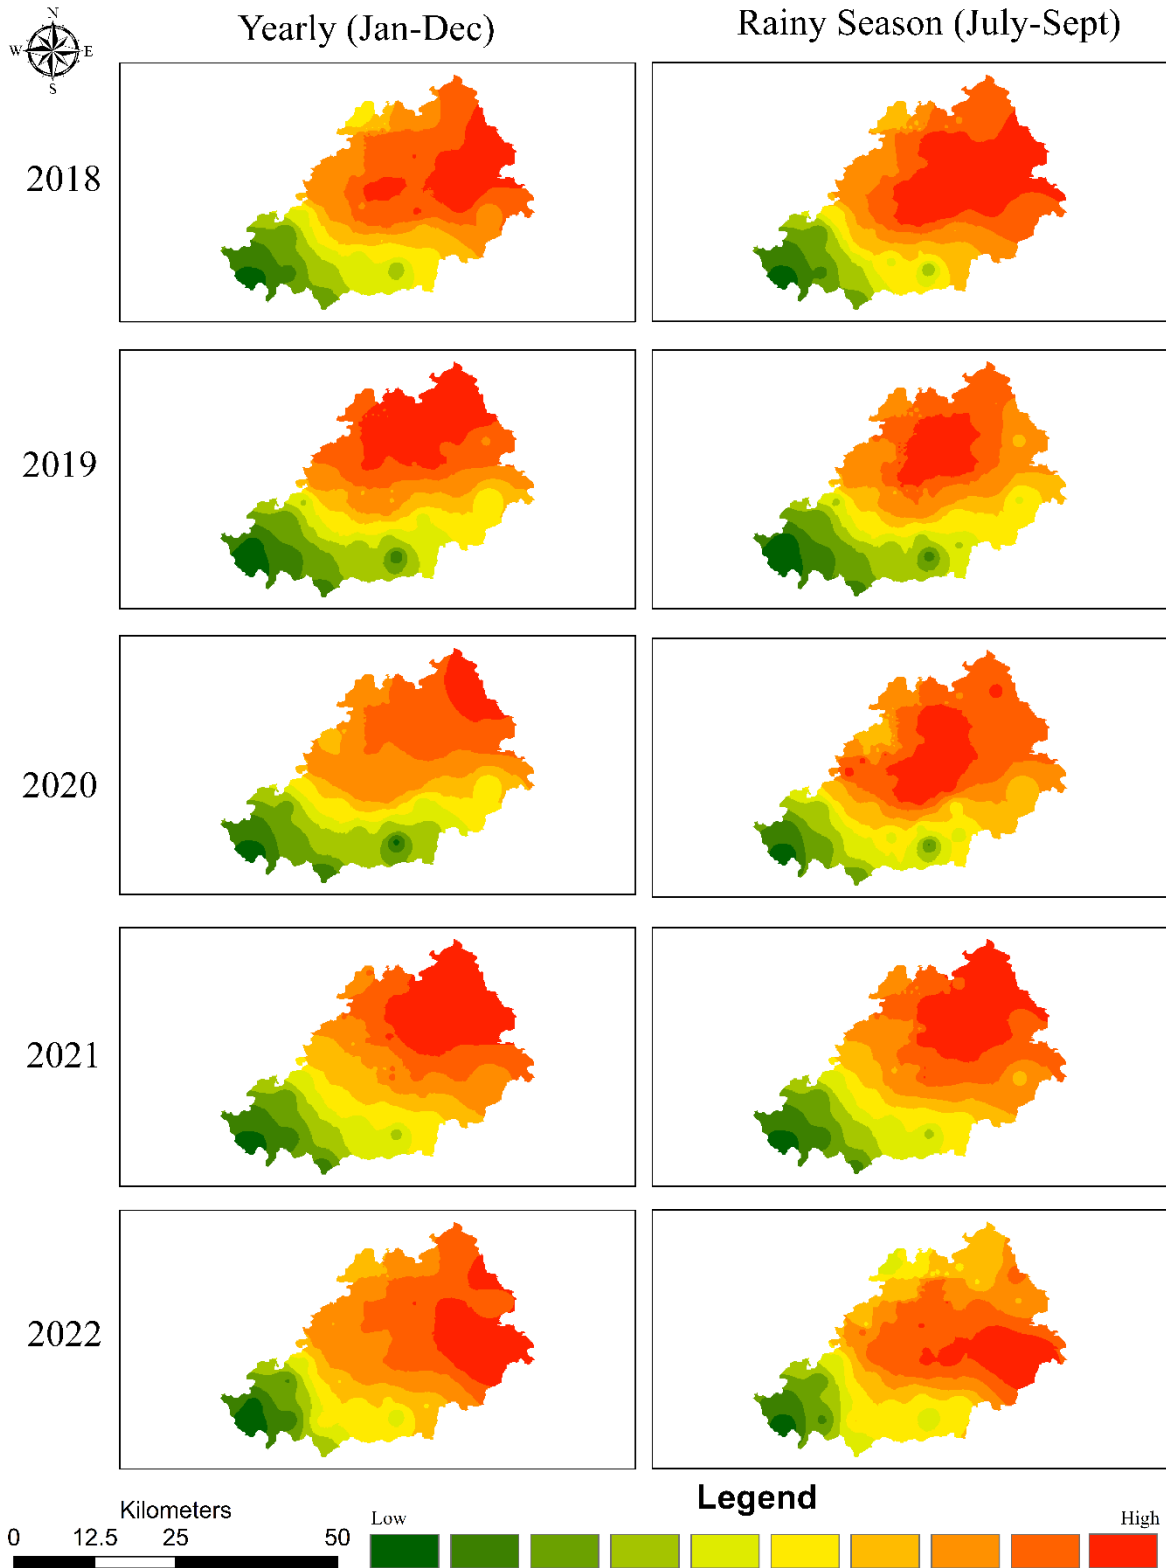 N
W E
S
Yearly (Jan-Dec)
Rainy Season (July-Sept)
2018
2019
2020
2021
2022
Legend
Kilometers
0 12.5 25 50
Low High